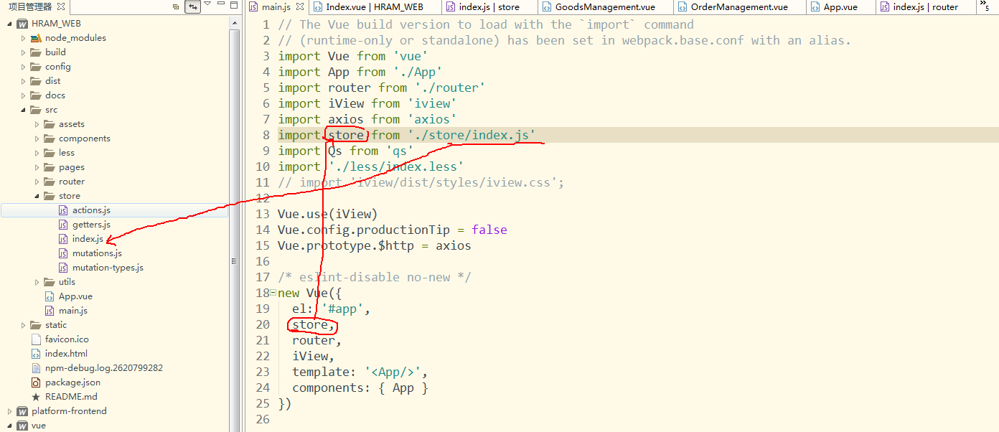 项目管理器
main.js
Index.vue | HRAM_WEB
index.js | store
GoodsManagement.vue
OrderManagement.vue
App.vue
index.js | router
5
HRAM_WEB
node_modules
build
config
dist
docs
src
assets
components
less
pages
router
store
actions.js
getters.js
index.js
mutations.js
mutation-types.js
utils
App.vue
main.js
static
favicon.ico
index.html
npm-debug.log.2620799282
package.json
README.md
platform-frontend
vue
1 // The Vue build version to load with the `import` command
2 // (runtime-only or standalone) has been set in webpack.base.conf with an alias.
3 import Vue from 'vue'
4 import App from './App'
5 import router from './router'
6 import iView from 'iview'
7 import axios from 'axios'
8 import store from './store/index.js'
9 import Qs from 'qs'
10 import './less/index.less'
11 // import 'iview/dist/styles/iview.css';
12
13 Vue.use(iView)
14 Vue.config.productionTip = false
15 Vue.prototype.$http = axios
16
17 /* eslint-disable no-new */
18 new Vue({
19 el: '#app',
20 store,
21 router,
22 iView,
23 template: '<App/>',
24 components: { App }
25 })
26